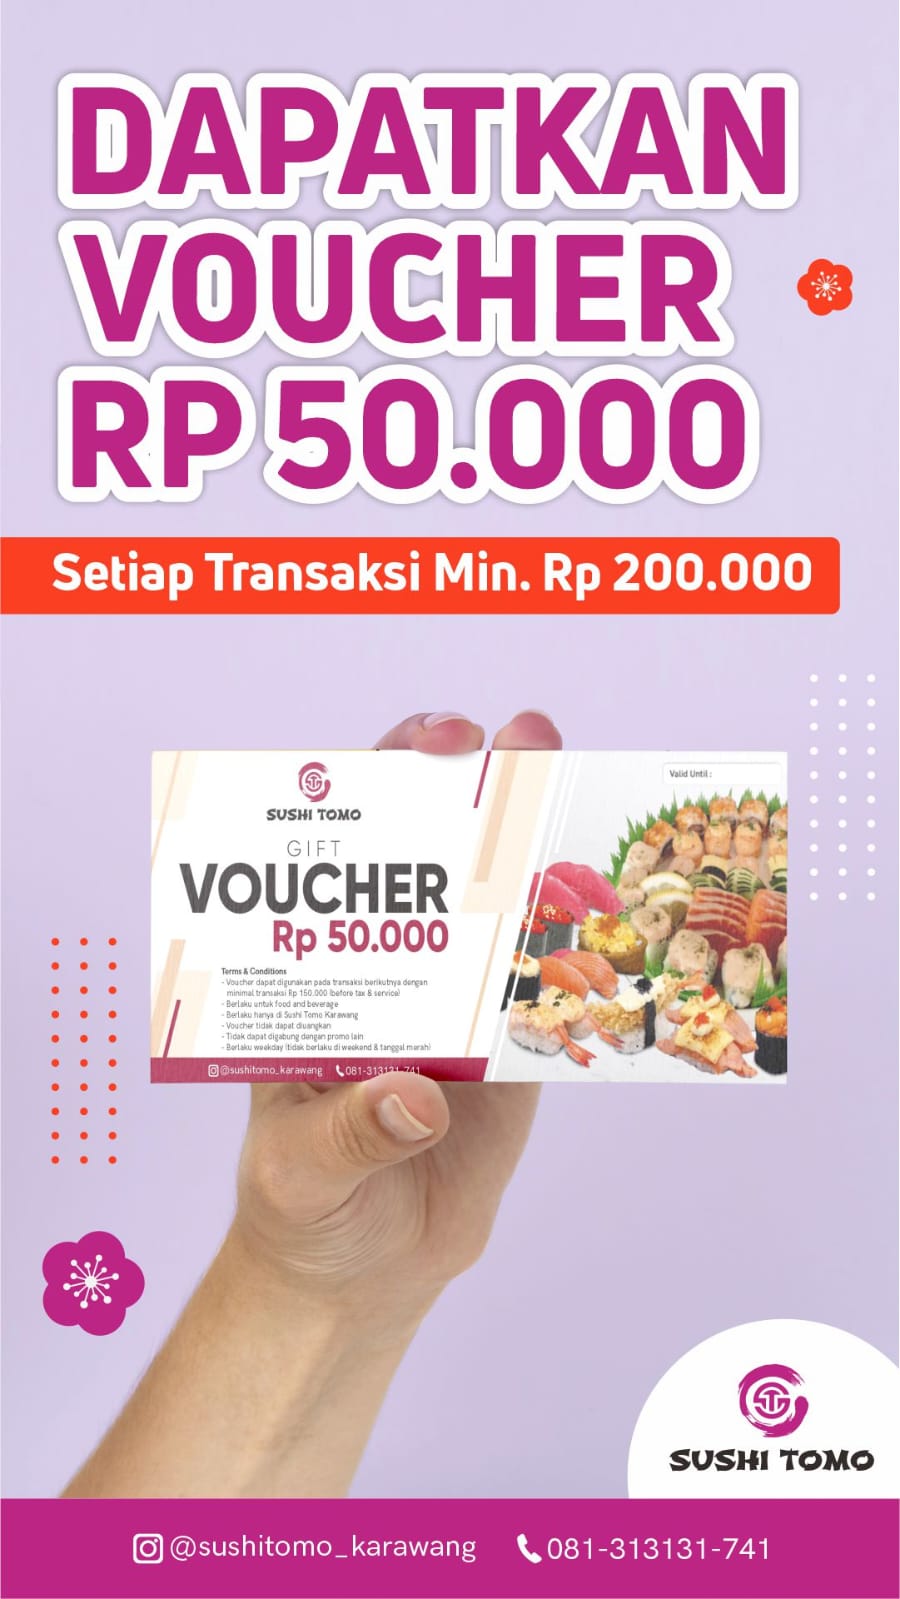 DAPATKAN
VOUCHER
RP 50.000
Setiap Transaksi Min. Rp 200.000
Valid Until :
SUSHI TOMO
GIFT
VOUCHER
Rp 50.000
Terms & Conditions
- Voucher dapat digunakan pada transaksi berikutnya dengan
minimal transaksi Rp 150.000 (before tax & service)
- Berlaku untuk food and beverage
- Berlaku hanya di Sushi Tomo Karawang
- Voucher tidak dapat diuangkan
- Tidak dapat digabung dengan promo lain
- Berlaku weekday (tidak berlaku di weekend & tanggal merah)
@sushitomo_karawang 081-313131-741
SUSHI TOMO
@sushitomo_karawang 081-313131-741